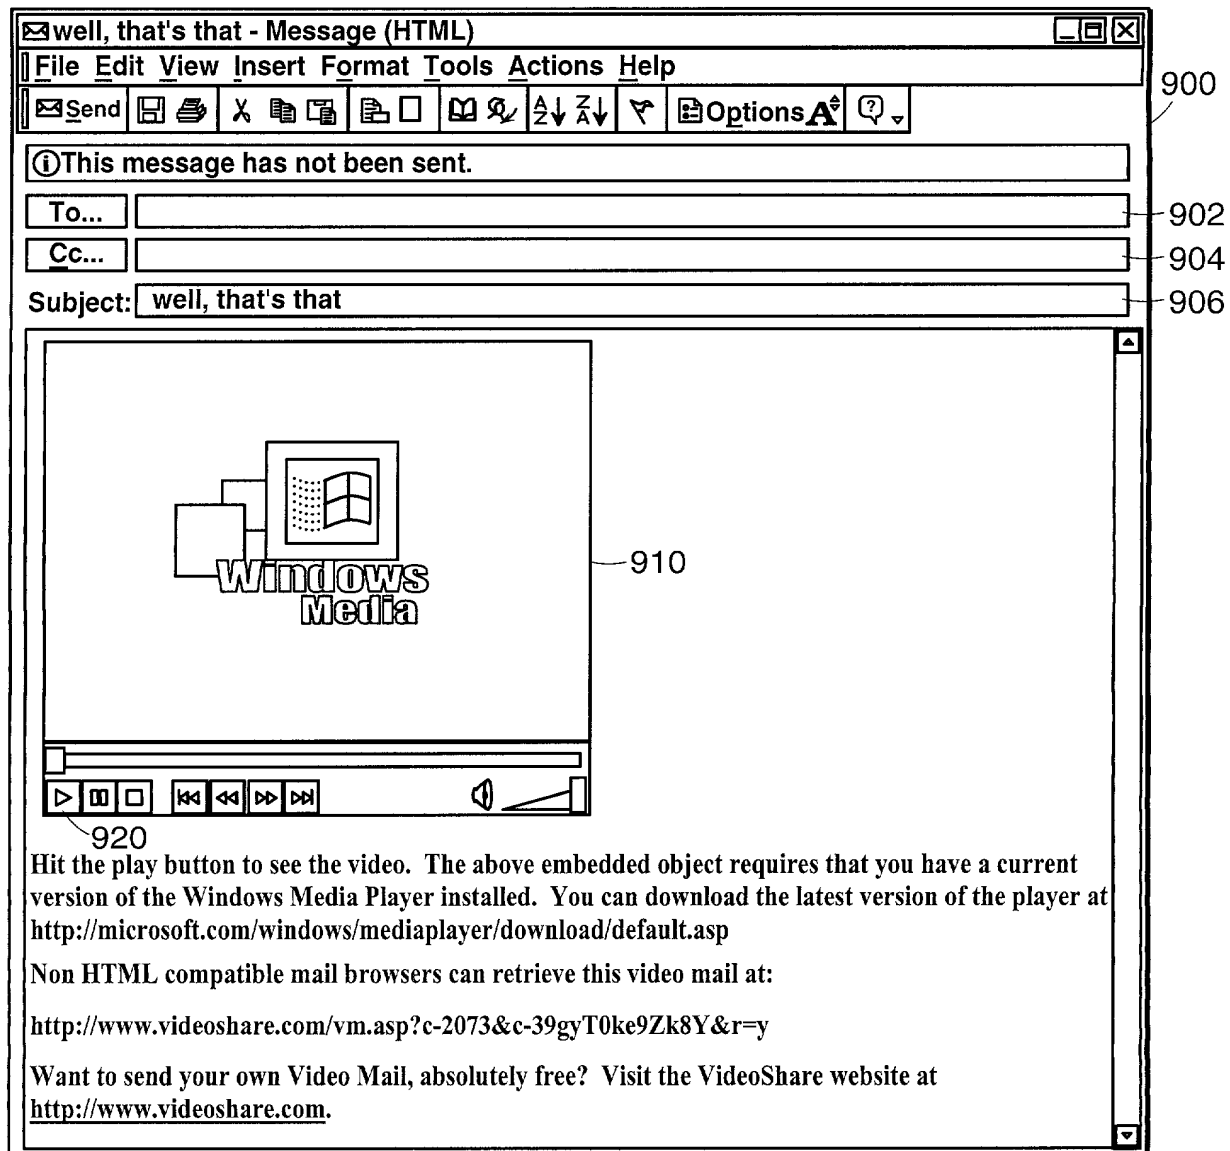 well, that's that - Message (HTML)
File Edit View Insert Format Tools Actions Help
900
Send A Z Z A Options A ?
This message has not been sent.
To... 902
Cc... 904
Subject: well, that's that 906
Windows
Media
910
920
Hit the play button to see the video. The above embedded object requires that you have a current
version of the Windows Media Player installed. You can download the latest version of the player at
http://microsoft.com/windows/mediaplayer/download/default.asp
Non HTML compatible mail browsers can retrieve this video mail at:
http://www.videoshare.com/vm.asp?c-2073&c-39gyT0ke9Zk8Y&r=y
Want to send your own Video Mail, absolutely free? Visit the VideoShare website at
http://www.videoshare.com.